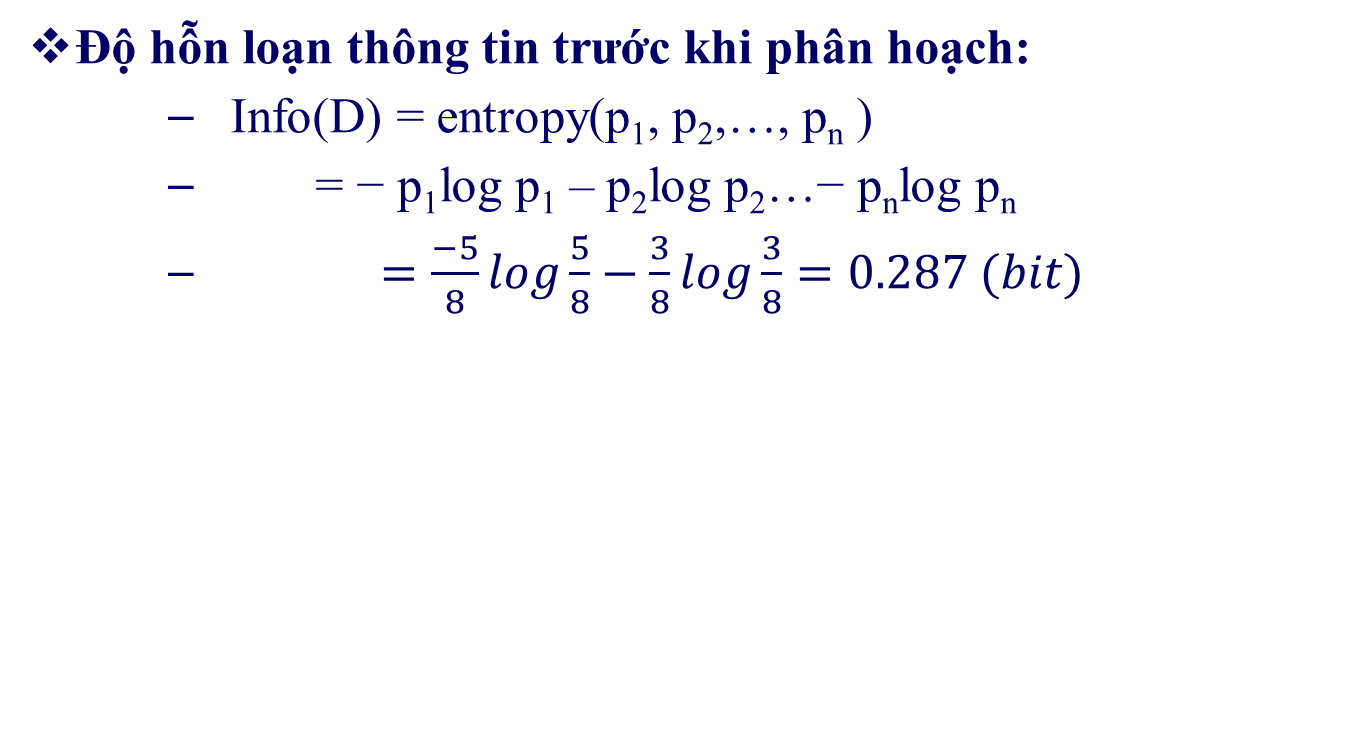 ❖Độ hỗn loạn thông tin trước khi phân hoạch:
– Info(D) = entropy(p₁, p₂,…, pₙ )
– = − p₁log p₁ – p₂log p₂…− pₙlog pₙ
– = −5/8 log 5/8 − 3/8 log 3/8 = 0.287 (bit)